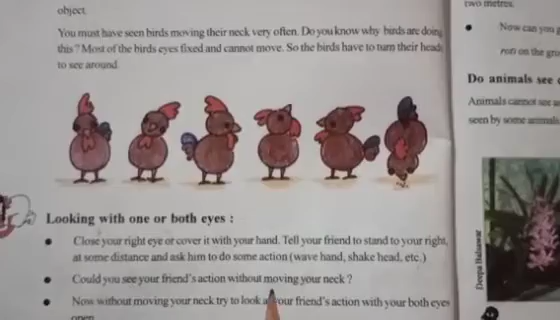 object.
You must have seen birds moving their neck very often. Do you know why birds are doing
this ? Most of the birds eyes fixed and cannot move. So the birds have to turn their heads
to see around.
Looking with one or both eyes :
Close your right eye or cover it with your hand. Tell your friend to stand to your right,
at some distance and ask him to do some action (wave hand, shake head, etc.)
Could you see your friend's action without moving your neck ?
Now without moving your neck try to look at your friend's action with your both eyes
open.
two metres.
Now can you
on the
Do animals see
Animals cannot see
seen by some animals
Deepa Balsavar